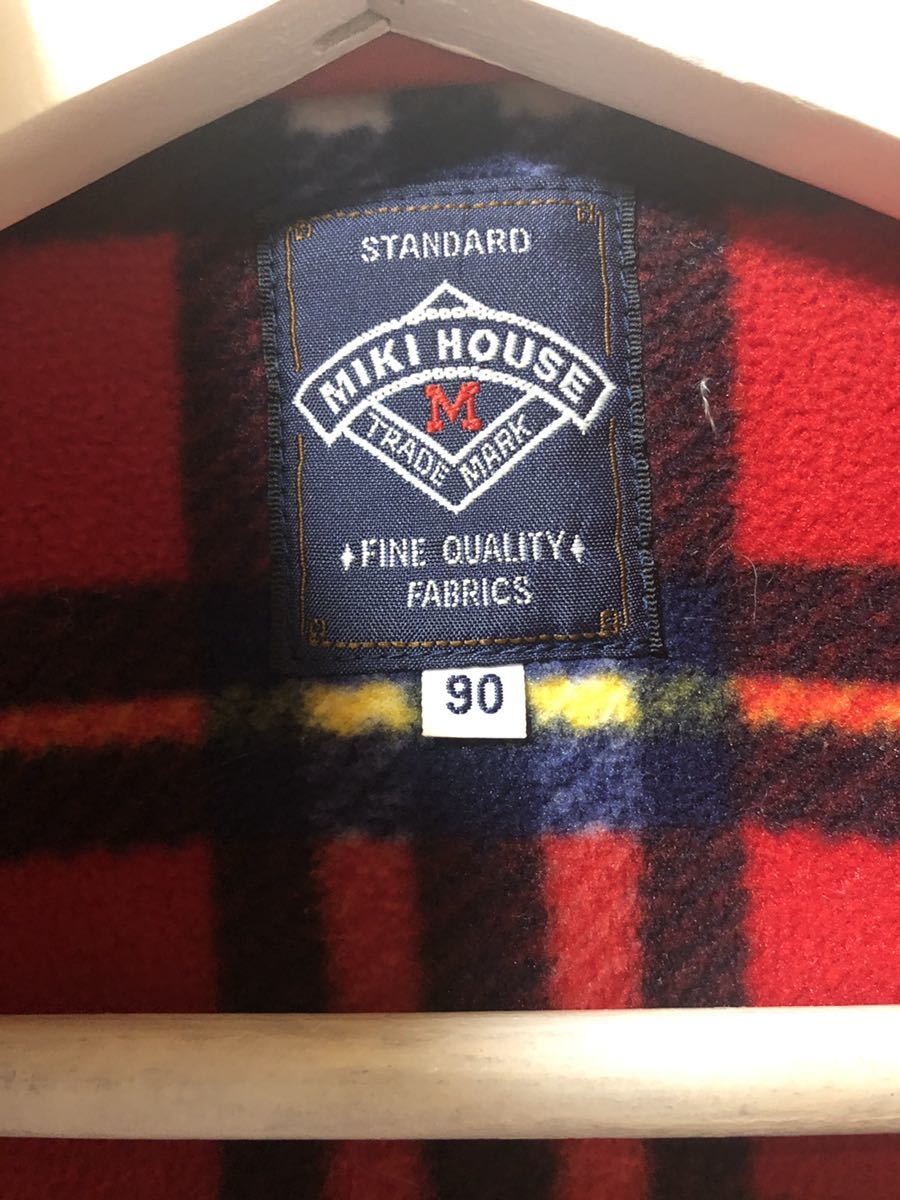 STANDARD
MIKI HOUSE
M
TRADE MARK
FINE QUALITY
FABRICS
90